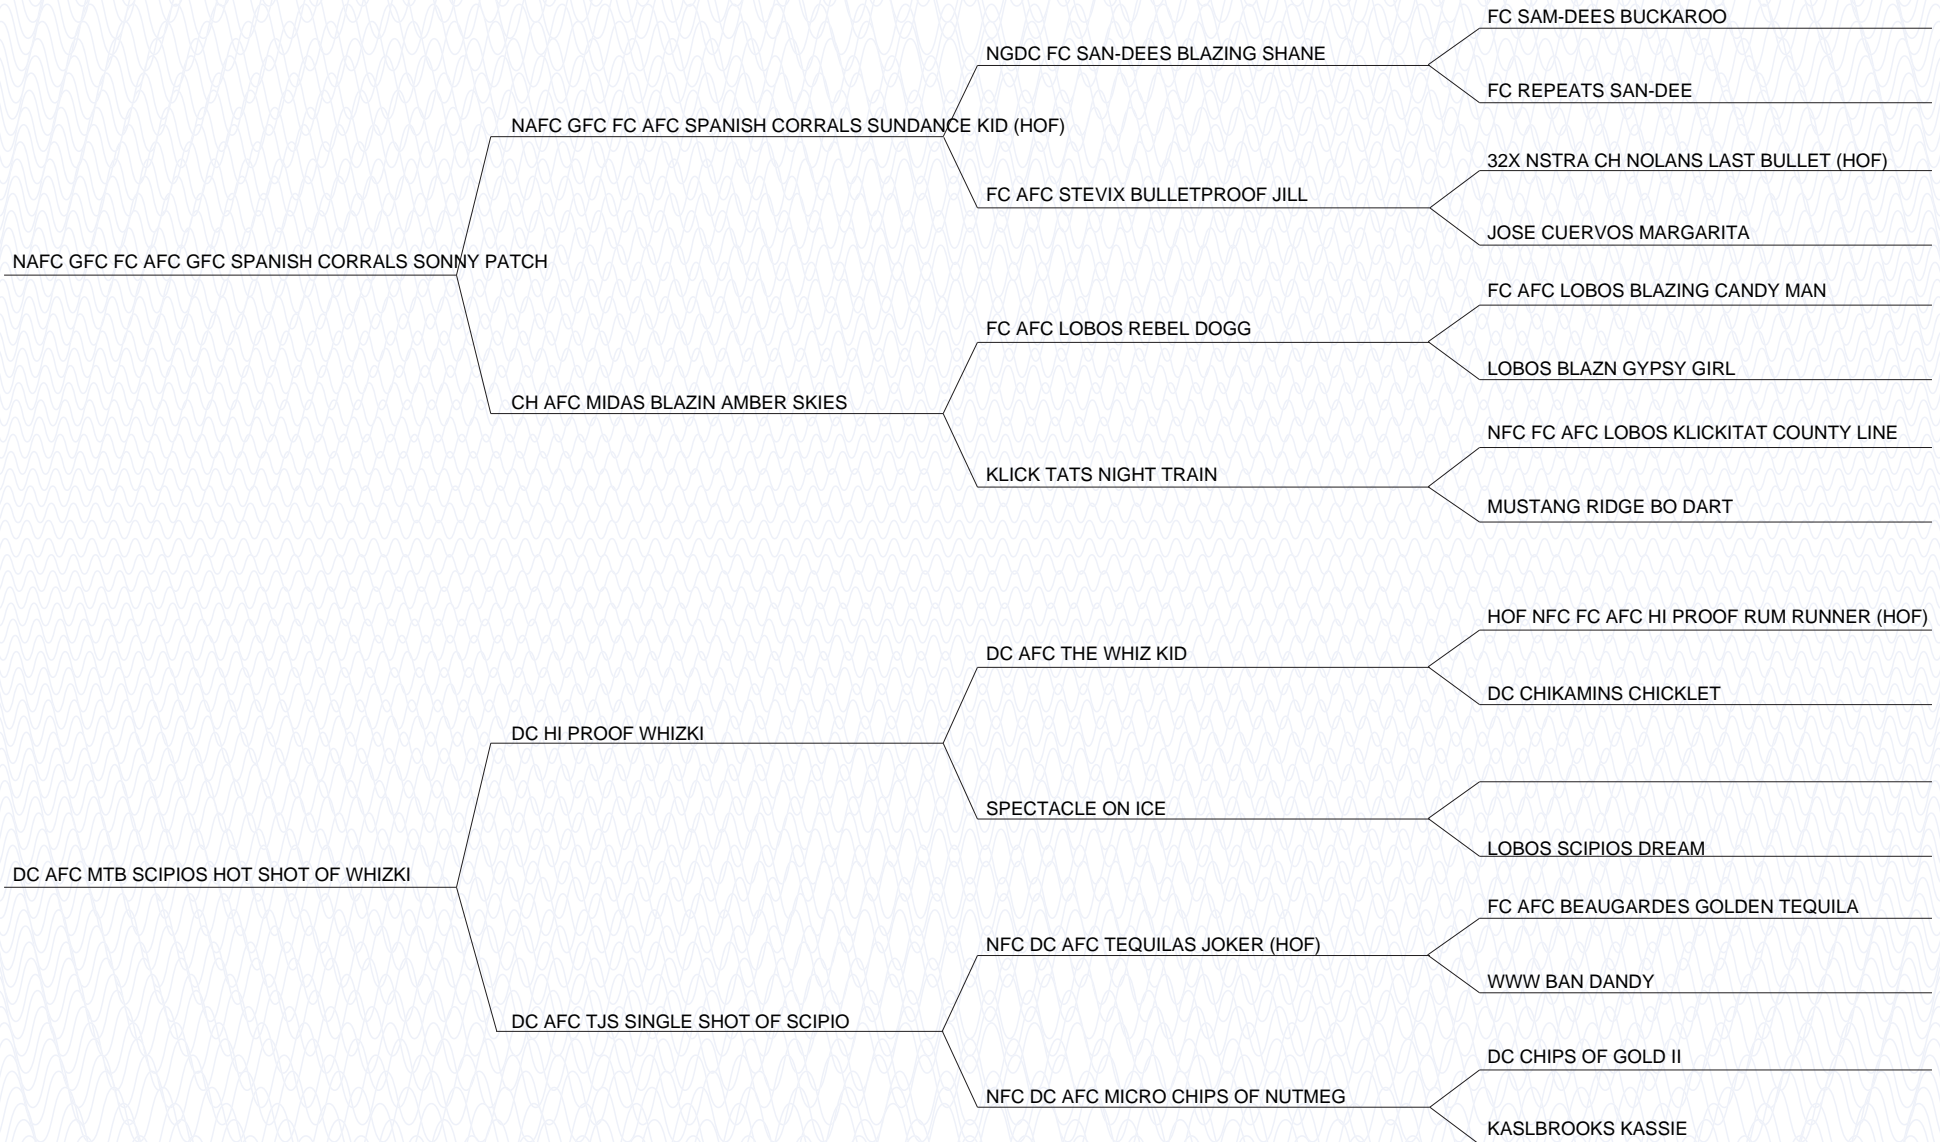 FC SAM-DEES BUCKAROO
NGDC FC SAN-DEES BLAZING SHANE
FC REPEATS SAN-DEE
NAFC GFC FC AFC SPANISH CORRALS SUNDANCE KID (HOF)
32X NSTRA CH NOLANS LAST BULLET (HOF)
FC AFC STEVIX BULLETPROOF JILL
JOSE CUERVOS MARGARITA
NAFC GFC FC AFC GFC SPANISH CORRALS SONNY PATCH
FC AFC LOBOS BLAZING CANDY MAN
FC AFC LOBOS REBEL DOGG
LOBOS BLAZN GYPSY GIRL
CH AFC MIDAS BLAZIN AMBER SKIES
NFC FC AFC LOBOS KLICKITAT COUNTY LINE
KLICK TATS NIGHT TRAIN
MUSTANG RIDGE BO DART
HOF NFC FC AFC HI PROOF RUM RUNNER (HOF)
DC AFC THE WHIZ KID
DC CHIKAMINS CHICKLET
DC HI PROOF WHIZKI
SPECTACLE ON ICE
LOBOS SCIPIOS DREAM
DC AFC MTB SCIPIOS HOT SHOT OF WHIZKI
FC AFC BEAUGARDES GOLDEN TEQUILA
NFC DC AFC TEQUILAS JOKER (HOF)
WWW BAN DANDY
DC AFC TJS SINGLE SHOT OF SCIPIO
DC CHIPS OF GOLD II
NFC DC AFC MICRO CHIPS OF NUTMEG
KASLBROOKS KASSIE